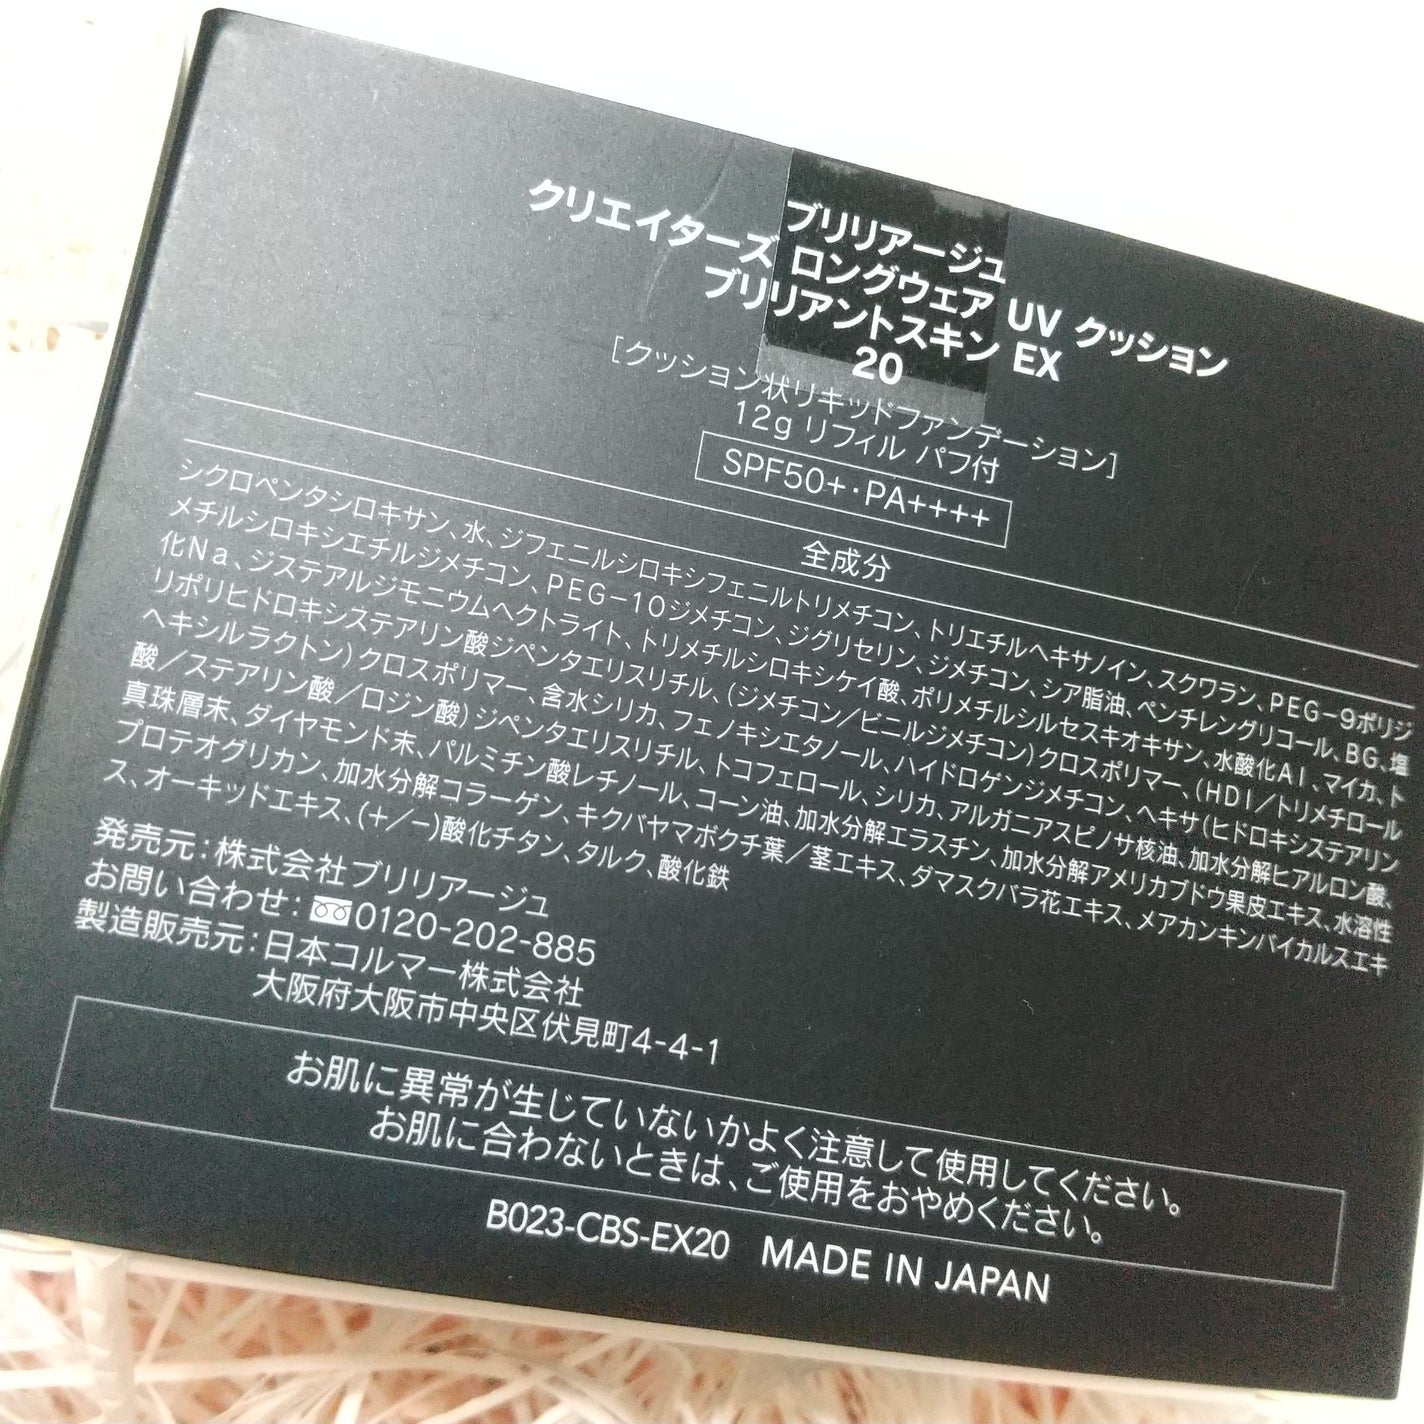 ブリリアージュ
クリエイターズ ロングウェア UV クッション
ブリリアントスキン EX
20
［クッション状リキッドファンデーション］
12g リフィル パフ付
SPF50+・PA++++
全成分
シクロペンタシロキサン、水、ジフェニルシロキシフェニルトリメチコン、トリエチルヘキサノイン、スクワラン、PEG-9ポリジ
メチルシロキシエチルジメチコン、PEG-10ジメチコン、ジグリセリン、ジメチコン、シア脂油、ペンチレングリコール、BG、塩
化Na、ジステアルジモニウムヘクトライト、トリメチルシロキシケイ酸、ポリメチルシルセスキオキサン、水酸化Al、マイカ、ト
リポリヒドロキシステアリン酸ジペンタエリスリチル、(ジメチコン/ビニルジメチコン)クロスポリマー、(HDI/トリメチロール
ヘキシルラクトン)クロスポリマー、含水シリカ、フェノキシエタノール、ハイドロゲンジメチコン、ヘキサ(ヒドロキシステアリン
酸/ステアリン酸/ロジン酸)ジペンタエリスリチル、トコフェロール、シリカ、アルガニアスピノサ核油、加水分解ヒアルロン酸、
真珠層末、ダイヤモンド末、パルミチン酸レチノール、コーン油、加水分解エラスチン、加水分解アメリカブドウ果皮エキス、水溶性
プロテオグリカン、加水分解コラーゲン、キクバヤマボクチ葉/茎エキス、ダマスクバラ花エキス、メアカンキンバイカルスエキ
ス、オーキッドエキス、(+/-)酸化チタン、タルク、酸化鉄
発売元：株式会社ブリリアージュ
お問い合わせ：0120-202-885
製造販売元：日本コルマー株式会社
大阪府大阪市中央区伏見町4-4-1
お肌に異常が生じていないかよく注意して使用してください。
お肌に合わないときは、ご使用をおやめください。
B023-CBS-EX20 MADE IN JAPAN